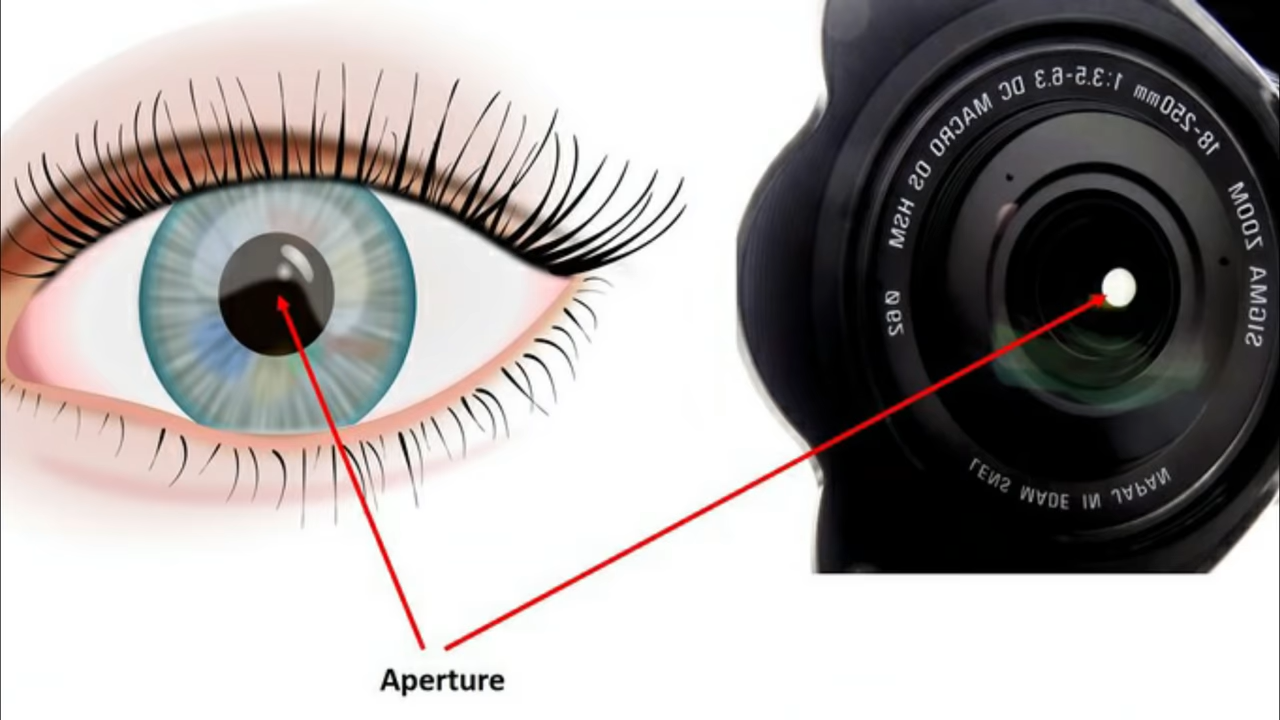 SIGMA ZOOM 18-250mm 1:3.5-6.3 DC MACRO OS HSM Ø62
LENS MADE IN JAPAN
Aperture